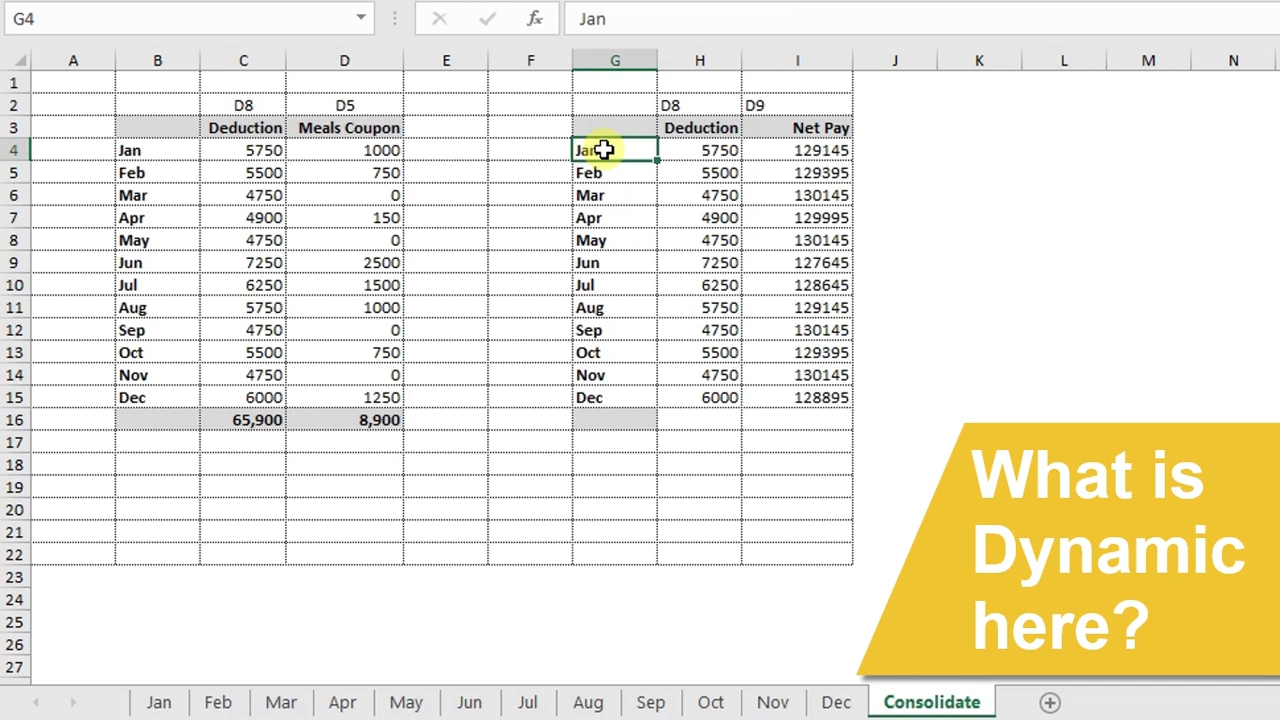 G4 fx Jan
A B C D E F G H I J K L M N
1
2 D8 D5 D8 D9
3 Deduction Meals Coupon Deduction Net Pay
4 Jan 5750 1000 Jan 5750 129145
5 Feb 5500 750 Feb 5500 129395
6 Mar 4750 0 Mar 4750 130145
7 Apr 4900 150 Apr 4900 129995
8 May 4750 0 May 4750 130145
9 Jun 7250 2500 Jun 7250 127645
10 Jul 6250 1500 Jul 6250 128645
11 Aug 5750 1000 Aug 5750 129145
12 Sep 4750 0 Sep 4750 130145
13 Oct 5500 750 Oct 5500 129395
14 Nov 4750 0 Nov 4750 130145
15 Dec 6000 1250 Dec 6000 128895
16 65,900 8,900
17
18
19
20
21
22
23
24
25
26
27
What is
Dynamic
here?
Jan Feb Mar Apr May Jun Jul Aug Sep Oct Nov Dec Consolidate